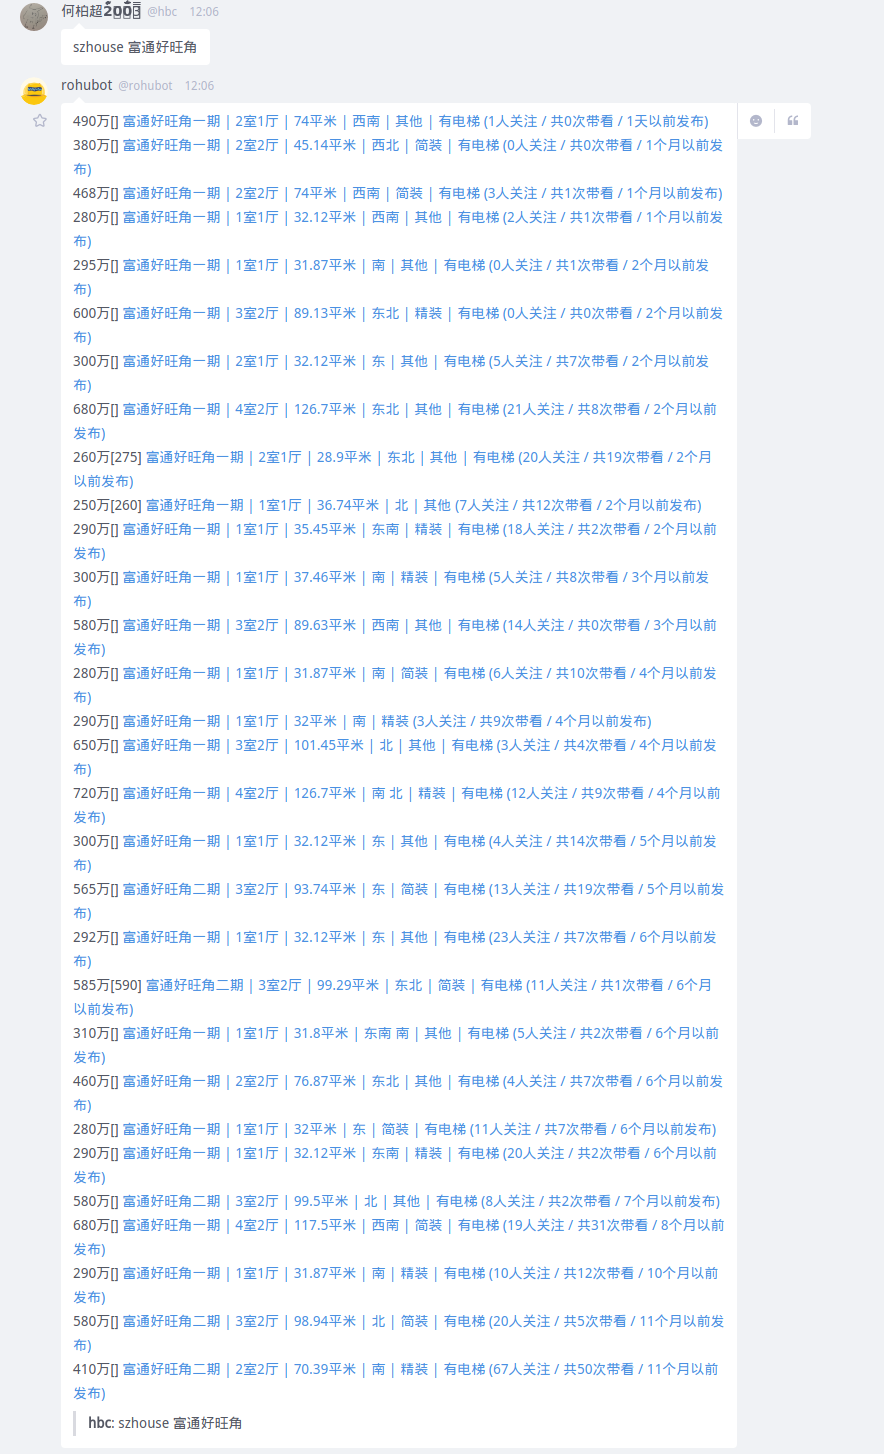 何柏超 @hbc 12:06
szhouse 富通好旺角
rohubot @rohubot 12:06
490万[] 富通好旺角一期 | 2室1厅 | 74平米 | 西南 | 其他 | 有电梯 (1人关注 / 共0次带看 / 1天以前发布)
380万[] 富通好旺角一期 | 2室2厅 | 45.14平米 | 西北 | 简装 | 有电梯 (0人关注 / 共0次带看 / 1个月以前发
布)
468万[] 富通好旺角一期 | 2室2厅 | 74平米 | 西南 | 简装 | 有电梯 (3人关注 / 共1次带看 / 1个月以前发布)
280万[] 富通好旺角一期 | 1室1厅 | 32.12平米 | 西南 | 其他 | 有电梯 (2人关注 / 共1次带看 / 1个月以前发
布)
295万[] 富通好旺角一期 | 1室1厅 | 31.87平米 | 南 | 其他 | 有电梯 (0人关注 / 共1次带看 / 2个月以前发
布)
600万[] 富通好旺角一期 | 3室2厅 | 89.13平米 | 东北 | 精装 | 有电梯 (0人关注 / 共0次带看 / 2个月以前发
布)
300万[] 富通好旺角一期 | 2室1厅 | 32.12平米 | 东 | 其他 | 有电梯 (5人关注 / 共7次带看 / 2个月以前发
布)
680万[] 富通好旺角一期 | 4室2厅 | 126.7平米 | 东北 | 其他 | 有电梯 (21人关注 / 共8次带看 / 2个月以前
发布)
260万[275] 富通好旺角一期 | 2室1厅 | 28.9平米 | 东北 | 其他 | 有电梯 (20人关注 / 共19次带看 / 2个月
以前发布)
250万[260] 富通好旺角一期 | 1室1厅 | 36.74平米 | 北 | 其他 (7人关注 / 共12次带看 / 2个月以前发布)
290万[] 富通好旺角一期 | 1室1厅 | 35.45平米 | 东南 | 精装 | 有电梯 (18人关注 / 共2次带看 / 2个月以前
发布)
300万[] 富通好旺角一期 | 1室1厅 | 37.46平米 | 南 | 精装 | 有电梯 (5人关注 / 共8次带看 / 3个月以前发
布)
580万[] 富通好旺角一期 | 3室2厅 | 89.63平米 | 西南 | 其他 | 有电梯 (14人关注 / 共0次带看 / 3个月以前
发布)
280万[] 富通好旺角一期 | 1室1厅 | 31.87平米 | 南 | 简装 | 有电梯 (6人关注 / 共10次带看 / 4个月以前发
布)
290万[] 富通好旺角一期 | 1室1厅 | 32平米 | 南 | 精装 (3人关注 / 共9次带看 / 4个月以前发布)
650万[] 富通好旺角一期 | 3室2厅 | 101.45平米 | 北 | 其他 | 有电梯 (3人关注 / 共4次带看 / 4个月以前发
布)
720万[] 富通好旺角一期 | 4室2厅 | 126.7平米 | 南 北 | 精装 | 有电梯 (12人关注 / 共9次带看 / 4个月以前
发布)
300万[] 富通好旺角一期 | 1室1厅 | 32.12平米 | 东 | 其他 | 有电梯 (4人关注 / 共14次带看 / 5个月以前发
布)
565万[] 富通好旺角二期 | 3室2厅 | 93.74平米 | 东 | 简装 | 有电梯 (13人关注 / 共19次带看 / 5个月以前发
布)
292万[] 富通好旺角一期 | 1室1厅 | 32.12平米 | 东 | 其他 | 有电梯 (23人关注 / 共7次带看 / 6个月以前发
布)
585万[590] 富通好旺角二期 | 3室2厅 | 99.29平米 | 东北 | 简装 | 有电梯 (11人关注 / 共1次带看 / 6个月
以前发布)
310万[] 富通好旺角一期 | 1室1厅 | 31.8平米 | 东南 南 | 其他 | 有电梯 (5人关注 / 共2次带看 / 6个月以前
发布)
460万[] 富通好旺角一期 | 2室2厅 | 76.87平米 | 东北 | 其他 | 有电梯 (4人关注 / 共7次带看 / 6个月以前发
布)
280万[] 富通好旺角一期 | 1室1厅 | 32平米 | 东 | 简装 | 有电梯 (11人关注 / 共7次带看 / 6个月以前发布)
290万[] 富通好旺角一期 | 1室1厅 | 32.12平米 | 东南 | 精装 | 有电梯 (20人关注 / 共2次带看 / 6个月以前
发布)
580万[] 富通好旺角二期 | 3室2厅 | 99.5平米 | 北 | 其他 | 有电梯 (8人关注 / 共2次带看 / 7个月以前发布)
680万[] 富通好旺角一期 | 4室2厅 | 117.5平米 | 西南 | 简装 | 有电梯 (19人关注 / 共31次带看 / 8个月以前
发布)
290万[] 富通好旺角一期 | 1室1厅 | 31.87平米 | 南 | 精装 | 有电梯 (10人关注 / 共12次带看 / 10个月以前
发布)
580万[] 富通好旺角二期 | 3室2厅 | 98.94平米 | 北 | 简装 | 有电梯 (20人关注 / 共5次带看 / 11个月以前发
布)
410万[] 富通好旺角二期 | 2室2厅 | 70.39平米 | 南 | 精装 | 有电梯 (67人关注 / 共50次带看 / 11个月以前
发布)
hbc: szhouse 富通好旺角